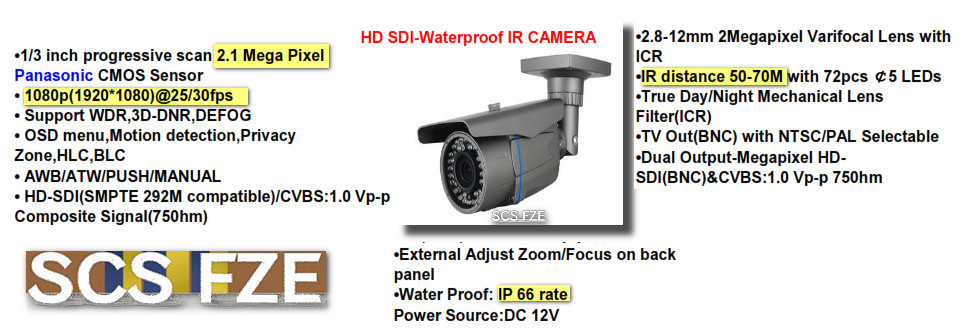 •1/3 inch progressive scan 2.1 Mega Pixel
Panasonic CMOS Sensor
• 1080p(1920*1080)@25/30fps
• Support WDR,3D-DNR,DEFOG
• OSD menu,Motion detection,Privacy
Zone,HLC,BLC
• AWB/ATW/PUSH/MANUAL
• HD-SDI(SMPTE 292M compatible)/CVBS:1.0 Vp-p
Composite Signal(750hm)
SCS FZE
HD SDI-Waterproof IR CAMERA
SCS FZE
•External Adjust Zoom/Focus on back
panel
•Water Proof: IP 66 rate
Power Source:DC 12V
•2.8-12mm 2Megapixel Varifocal Lens with
ICR
•IR distance 50-70M with 72pcs ¢5 LEDs
•True Day/Night Mechanical Lens
Filter(ICR)
•TV Out(BNC) with NTSC/PAL Selectable
•Dual Output-Megapixel HD-
SDI(BNC)&CVBS:1.0 Vp-p 750hm